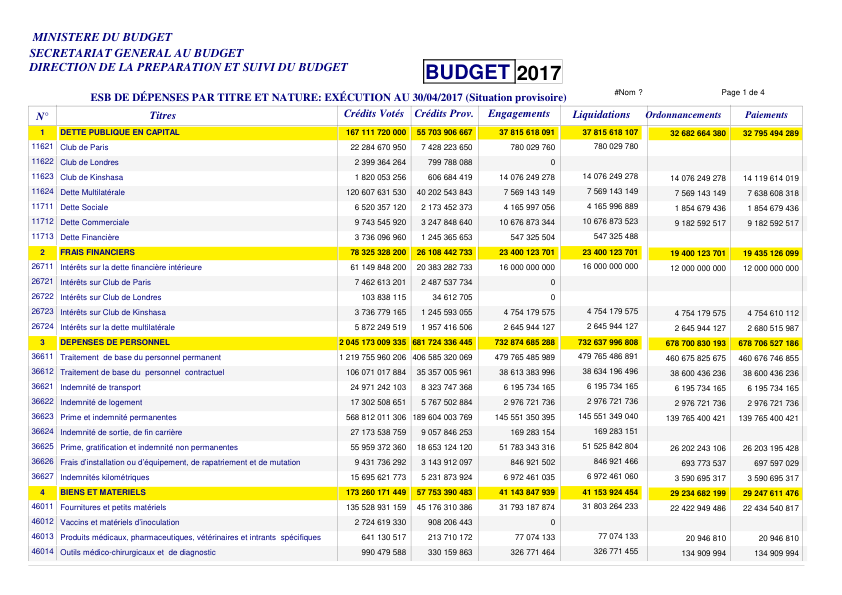 MINISTERE DU BUDGET
SECRETARIAT GENERAL AU BUDGET
DIRECTION DE LA PREPARATION ET SUIVI DU BUDGET
BUDGET 2017
ESB DE DÉPENSES PAR TITRE ET NATURE: EXÉCUTION AU 30/04/2017 (Situation provisoire) #Nom ? Page 1 de 4
N° Titres Crédits Votés Crédits Prov. Engagements Liquidations Ordonnancements Paiements
1 DETTE PUBLIQUE EN CAPITAL 167 111 720 000 55 703 906 667 37 815 618 091 37 815 618 107 32 682 664 380 32 795 494 289
11621 Club de Paris 22 284 670 950 7 428 223 650 780 029 760 780 029 780
11622 Club de Londres 2 399 364 264 799 788 088 0
11623 Club de Kinshasa 1 820 053 256 606 684 419 14 076 249 278 14 076 249 278 14 076 249 278 14 119 614 019
11624 Dette Multilatérale 120 607 631 530 40 202 543 843 7 569 143 149 7 569 143 149 7 569 143 149 7 638 608 318
11711 Dette Sociale 6 520 357 120 2 173 452 373 4 165 997 056 4 165 996 889 1 854 679 436 1 854 679 436
11712 Dette Commerciale 9 743 545 920 3 247 848 640 10 676 873 344 10 676 873 523 9 182 592 517 9 182 592 517
11713 Dette Financière 3 736 096 960 1 245 365 653 547 325 504 547 325 488
2 FRAIS FINANCIERS 78 325 328 200 26 108 442 733 23 400 123 701 23 400 123 701 19 400 123 701 19 435 126 099
26711 Intérêts sur la dette financière intérieure 61 149 848 200 20 383 282 733 16 000 000 000 16 000 000 000 12 000 000 000 12 000 000 000
26721 Intérêts sur Club de Paris 7 462 613 201 2 487 537 734 0
26722 Intérêts sur Club de Londres 103 838 115 34 612 705 0
26723 Intérêts sur Club de Kinshasa 3 736 779 165 1 245 593 055 4 754 179 575 4 754 179 575 4 754 179 575 4 754 610 112
26724 Intérêts sur la dette multilatérale 5 872 249 519 1 957 416 506 2 645 944 127 2 645 944 127 2 645 944 127 2 680 515 987
3 DEPENSES DE PERSONNEL 2 045 173 009 335 681 724 336 445 732 874 685 288 732 637 996 808 678 700 830 193 678 706 527 186
36611 Traitement de base du personnel permanent 1 219 755 960 206 406 585 320 069 479 765 485 989 479 765 486 891 460 675 825 675 460 676 746 855
36612 Traitement de base du personnel contractuel 106 071 017 884 35 357 005 961 38 613 383 996 38 634 196 496 38 600 436 236 38 600 436 236
36621 Indemnité de transport 24 971 242 103 8 323 747 368 6 195 734 165 6 195 734 165 6 195 734 165 6 195 734 165
36622 Indemnité de logement 17 302 508 651 5 767 502 884 2 976 721 736 2 976 721 736 2 976 721 736 2 976 721 736
36623 Prime et indemnité permanentes 568 812 011 306 189 604 003 769 145 551 350 395 145 551 349 040 139 765 400 421 139 765 400 421
36624 Indemnité de sortie, de fin carrière 27 173 538 759 9 057 846 253 169 283 154 169 283 151
36625 Prime, gratification et indemnité non permanentes 55 959 372 360 18 653 124 120 51 783 343 316 51 525 842 804 26 202 243 106 26 203 195 428
36626 Frais d'installation ou d'équipement, de rapatriement et de mutation 9 431 736 292 3 143 912 097 846 921 502 846 921 466 693 773 537 697 597 029
36627 Indemnités kilométriques 15 695 621 773 5 231 873 924 6 972 461 035 6 972 461 060 3 590 695 317 3 590 695 317
4 BIENS ET MATERIELS 173 260 171 449 57 753 390 483 41 143 847 939 41 153 924 454 29 234 682 199 29 247 611 476
46011 Fournitures et petits matériels 135 528 931 159 45 176 310 386 31 793 187 874 31 803 264 233 22 422 949 486 22 434 540 817
46012 Vaccins et matériels d'inoculation 2 724 619 330 908 206 443 0
46013 Produits médicaux, pharmaceutiques, vétérinaires et intrants spécifiques 641 130 517 213 710 172 77 074 133 77 074 133 20 946 810 20 946 810
46014 Outils médico-chirurgicaux et de diagnostic 990 479 588 330 159 863 326 771 464 326 771 455 134 909 994 134 909 994